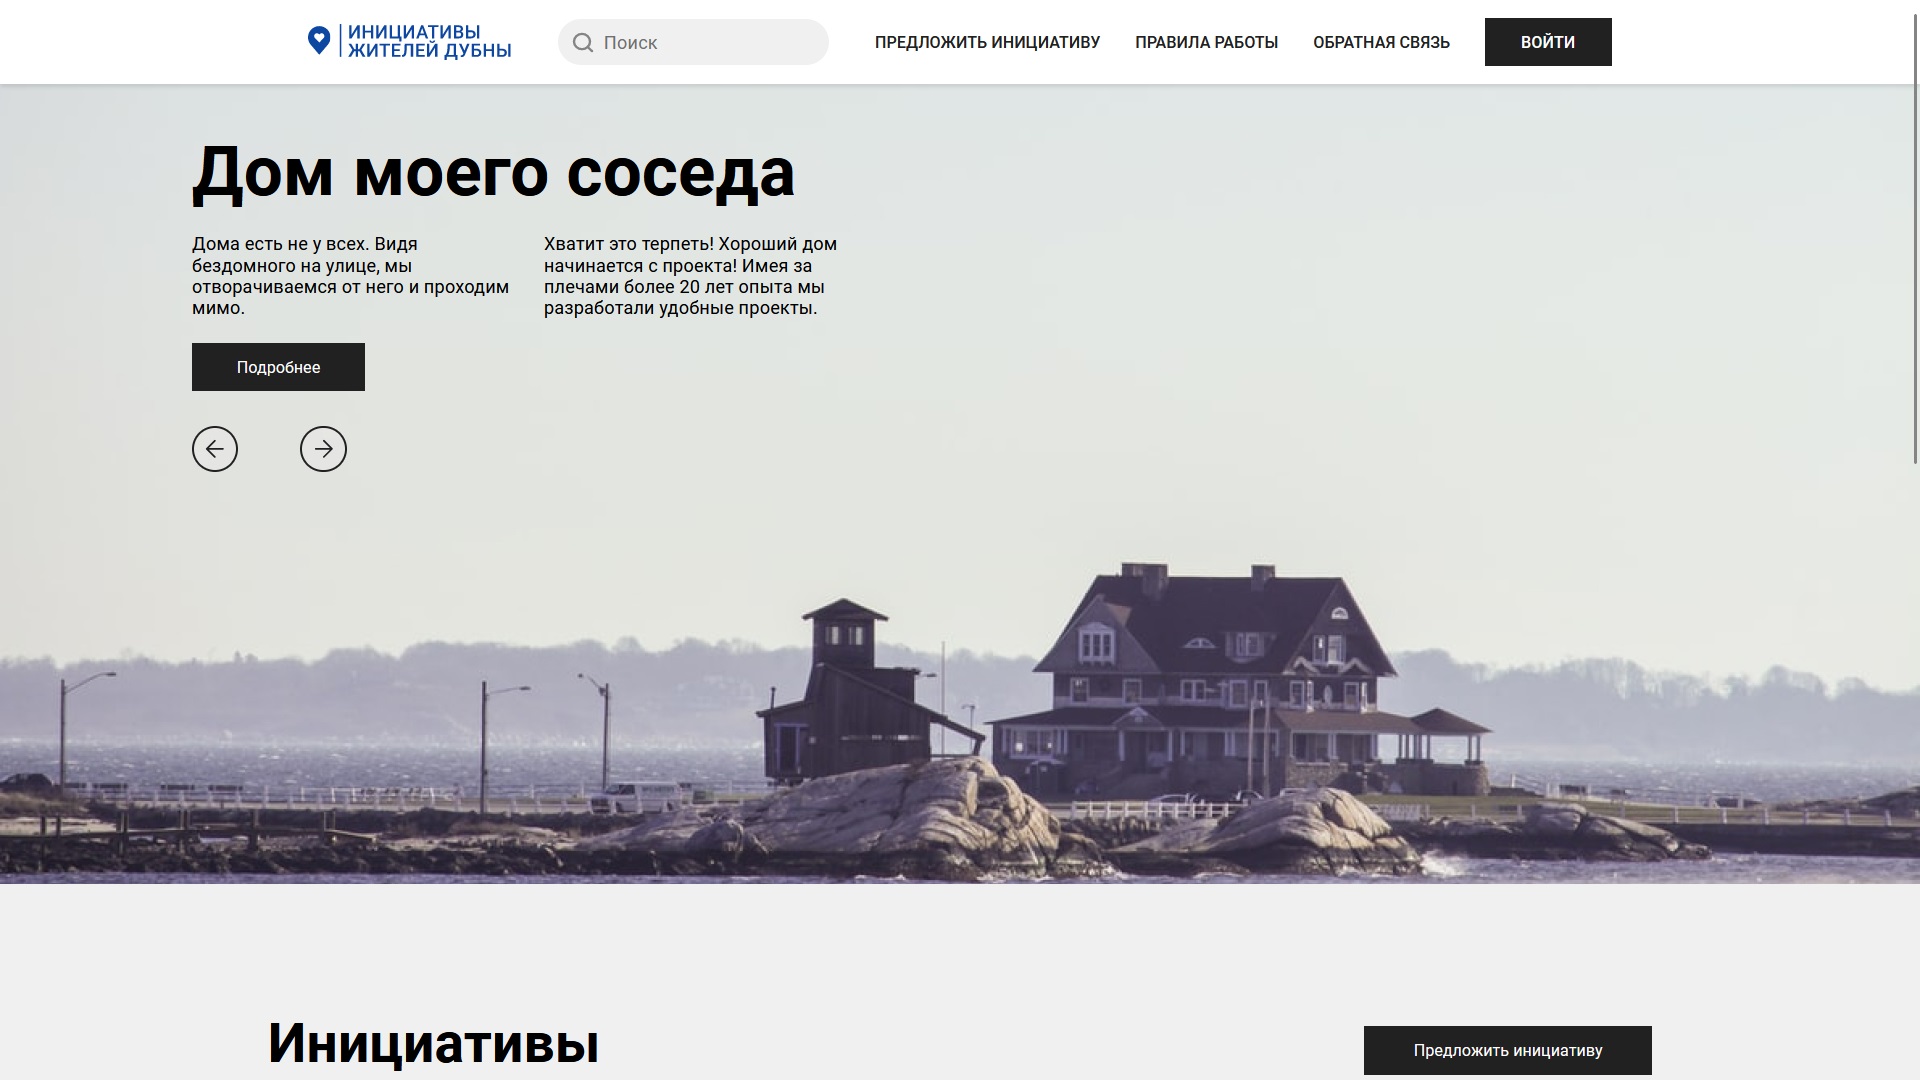 ИНИЦИАТИВЫ
ЖИТЕЛЕЙ ДУБНЫ
Поиск
ПРЕДЛОЖИТЬ ИНИЦИАТИВУ
ПРАВИЛА РАБОТЫ
ОБРАТНАЯ СВЯЗЬ
ВОЙТИ
Дом моего соседа
Дома есть не у всех. Видя
бездомного на улице, мы
отворачиваемся от него и проходим
мимо.
Хватит это терпеть! Хороший дом
начинается с проекта! Имея за
плечами более 20 лет опыта мы
разработали удобные проекты.
Подробнее
Инициативы
Предложить инициативу